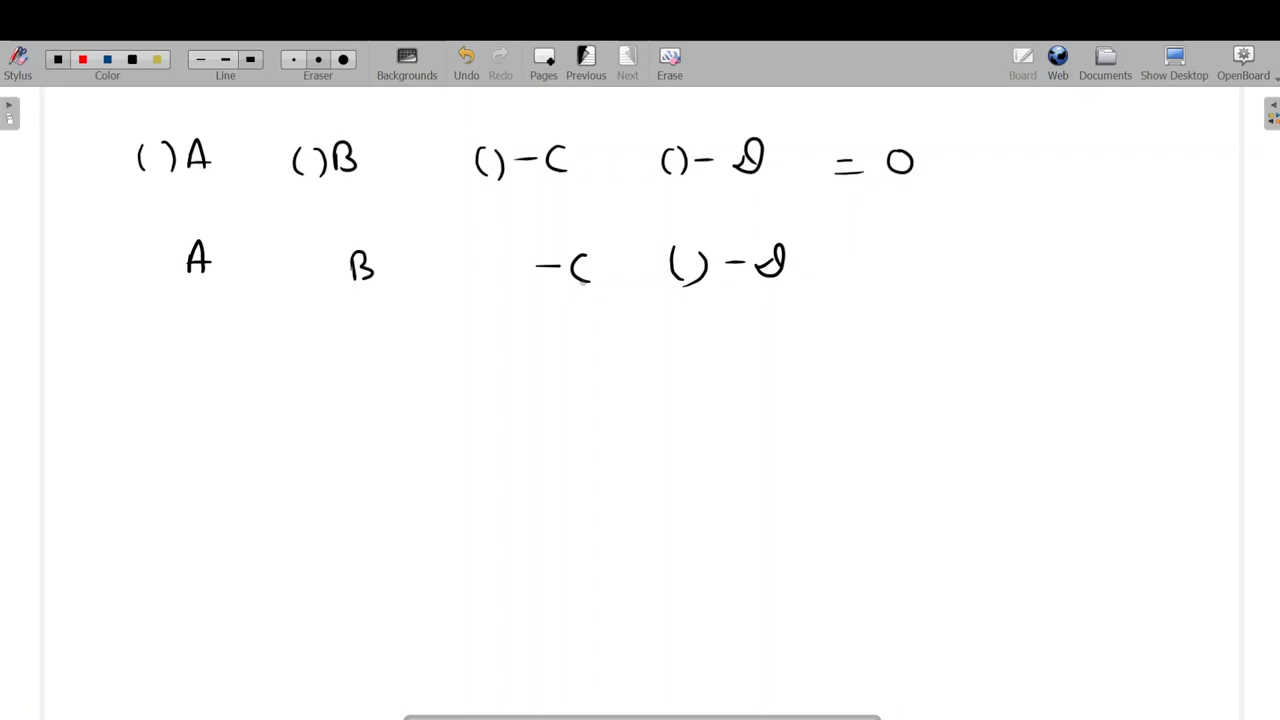 Stylus Color Line Eraser Backgrounds Undo Redo Pages Previous Next Erase Board Web Documents Show Desktop OpenBoard
( ) A ( ) B ( ) - C ( ) - D = 0
A B - C ( ) - D